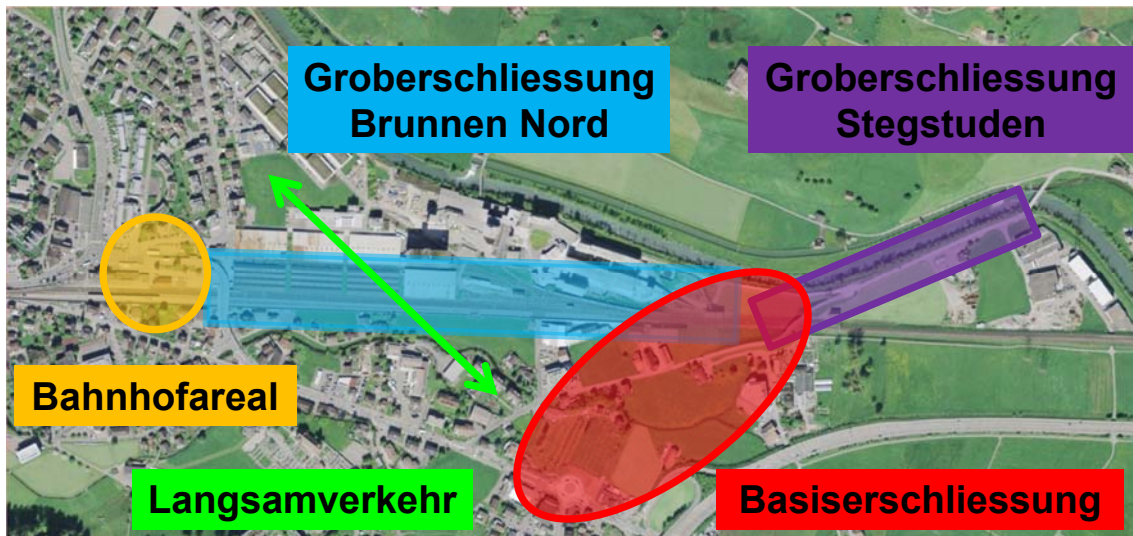 Groberschliessung
Brunnen Nord
Groberschliessung
Stegstuden
Bahnhofareal
Langsamverkehr
Basiserschliessung